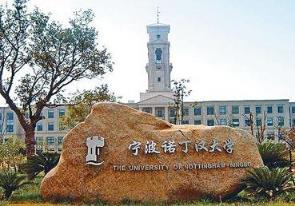 宁波诺丁汉大学
THE UNIVERSITY OF NOTTINGHAM·NINGBO